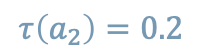 τ(a₂) = 0.2